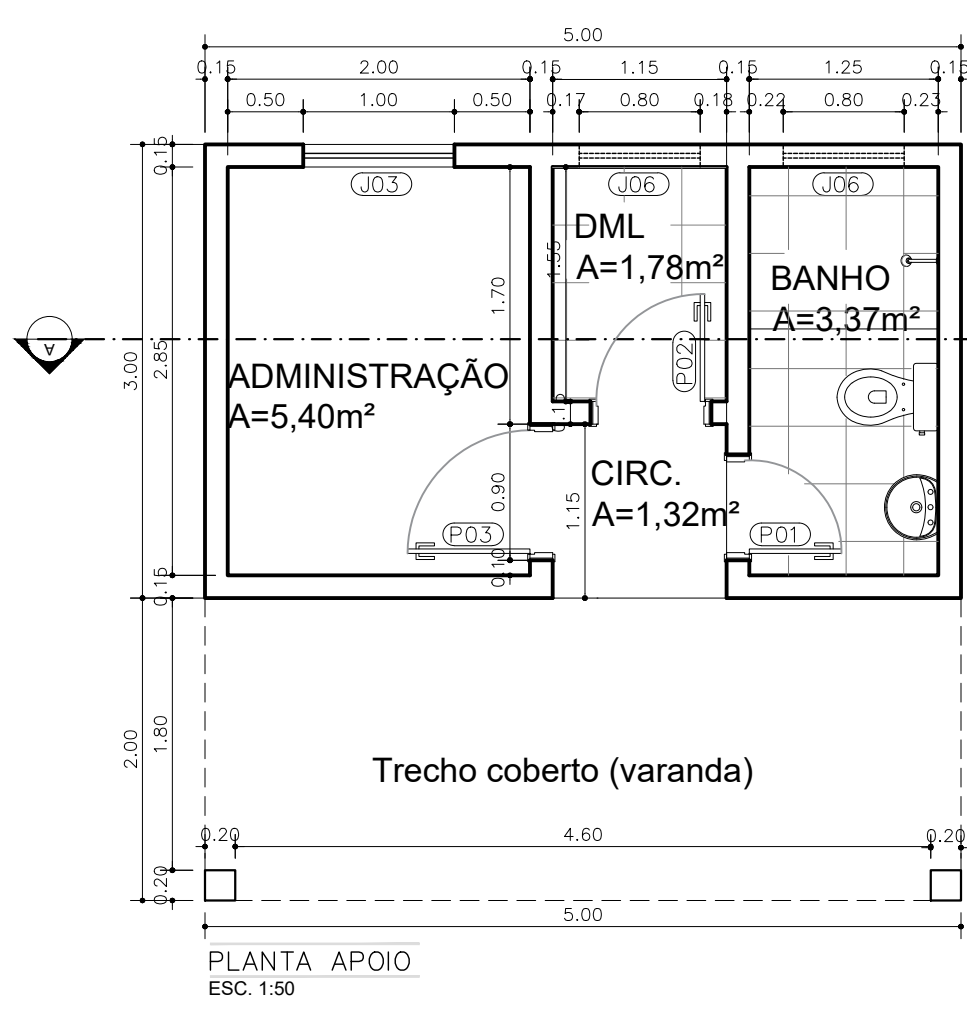 5.00
0.15 2.00 0.15 1.15 0.15 1.25 0.15
0.50 1.00 0.50 0.17 0.80 0.18 0.22 0.80 0.23
0.15
J03 J06 J06
DML
A=1,78m²
1.55
BANHO
A=3,37m²
1.70
A
3.00
2.85
P02
ADMINISTRAÇÃO
A=5,40m²
CIRC.
A=1,32m²
0.90
1.15
P03 P01
0.10
0.15
2.00
1.80
Trecho coberto (varanda)
0.20 4.60 0.20
0.20
5.00
PLANTA APOIO
ESC. 1:50